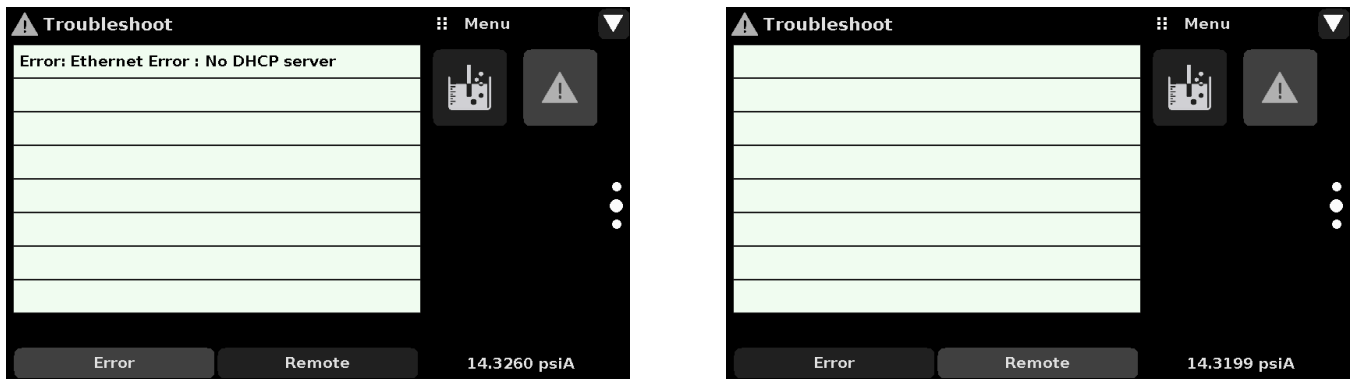 Troubleshoot
Menu
Error: Ethernet Error : No DHCP server
Error
Remote
14.3260 psiA
Troubleshoot
Menu
Error
Remote
14.3199 psiA